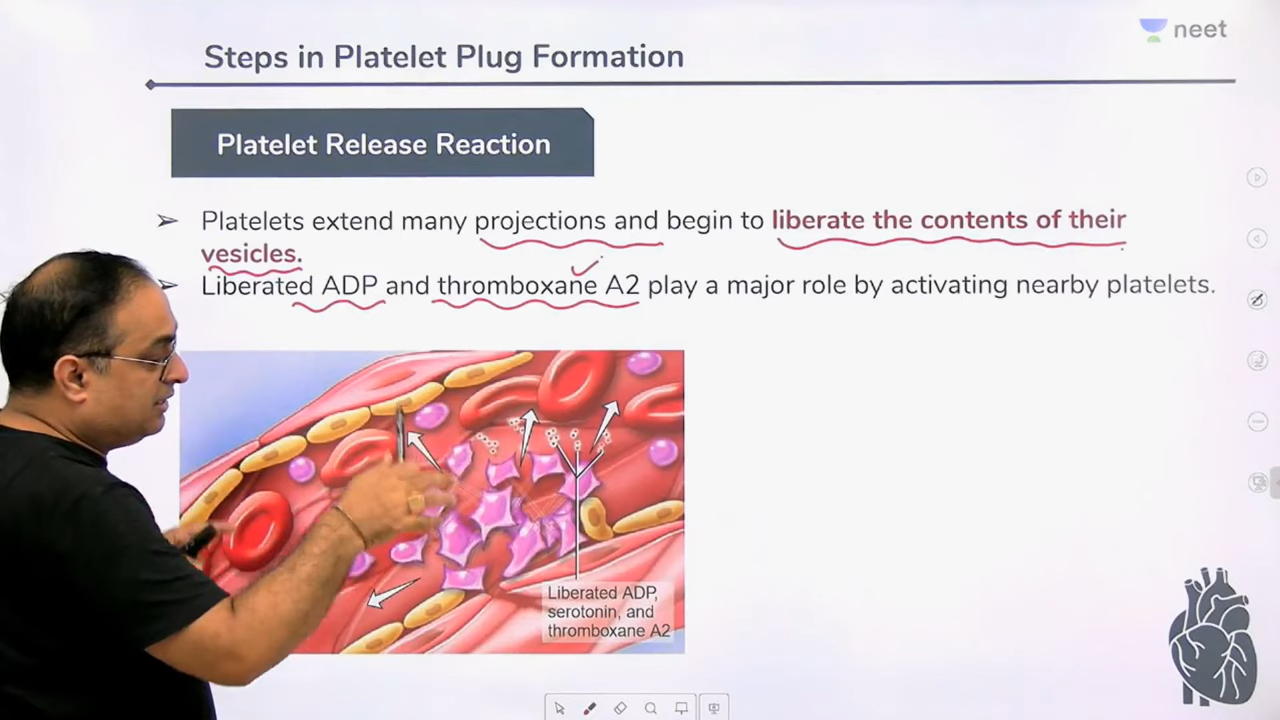 neet
Steps in Platelet Plug Formation
Platelet Release Reaction
➢ Platelets extend many projections and begin to liberate the contents of their
vesicles.
➢ Liberated ADP and thromboxane A2 play a major role by activating nearby platelets.
Liberated ADP,
serotonin, and
thromboxane A2